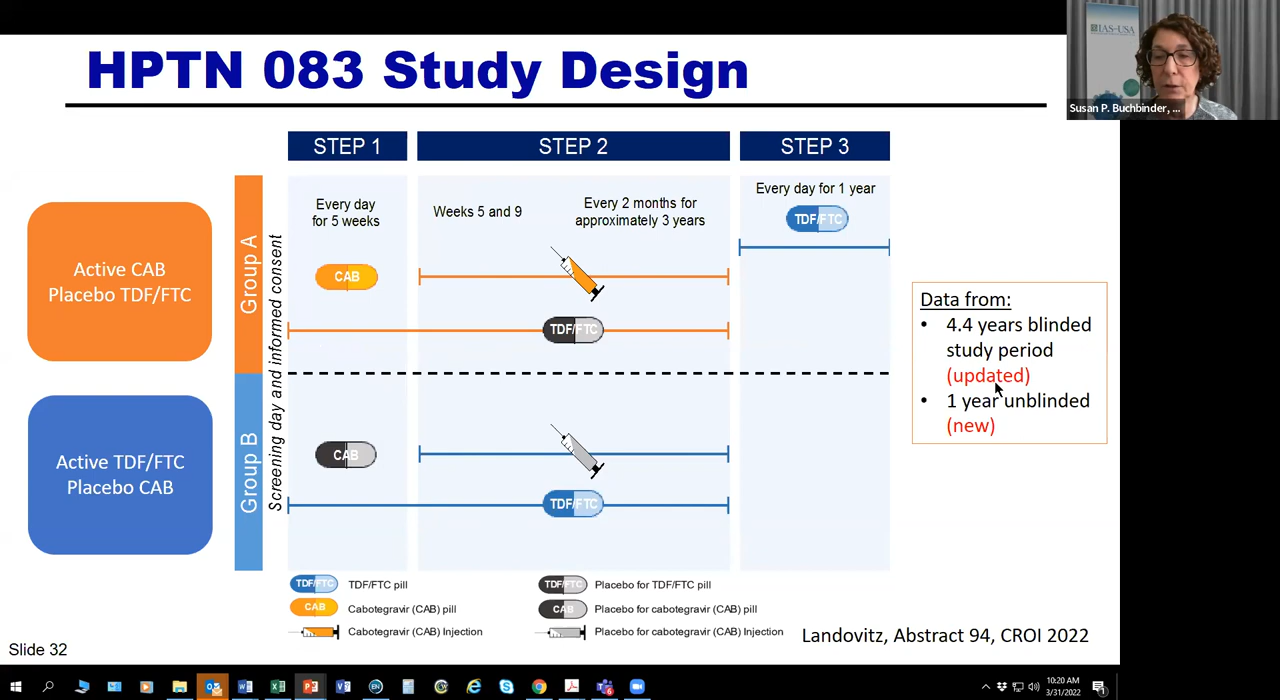 HPTN 083 Study Design
IAS-USA
Susan P. Buchbinder, ...
STEP 1
STEP 2
STEP 3
Active CAB
Placebo TDF/FTC
Group A
Screening day and informed consent
Every day
for 5 weeks
Weeks 5 and 9
Every 2 months for
approximately 3 years
Every day for 1 year
TDF/FTC
CAB
TDF/FTC
Data from:
• 4.4 years blinded
study period
(updated)
• 1 year unblinded
(new)
Active TDF/FTC
Placebo CAB
Group B
CAB
TDF/FTC
TDF/FTC TDF/FTC pill
CAB Cabotegravir (CAB) pill
Cabotegravir (CAB) Injection
TDF/FTC Placebo for TDF/FTC pill
CAB Placebo for cabotegravir (CAB) pill
Placebo for cabotegravir (CAB) Injection
Landovitz, Abstract 94, CROI 2022
Slide 32
10:20 AM
3/31/2022